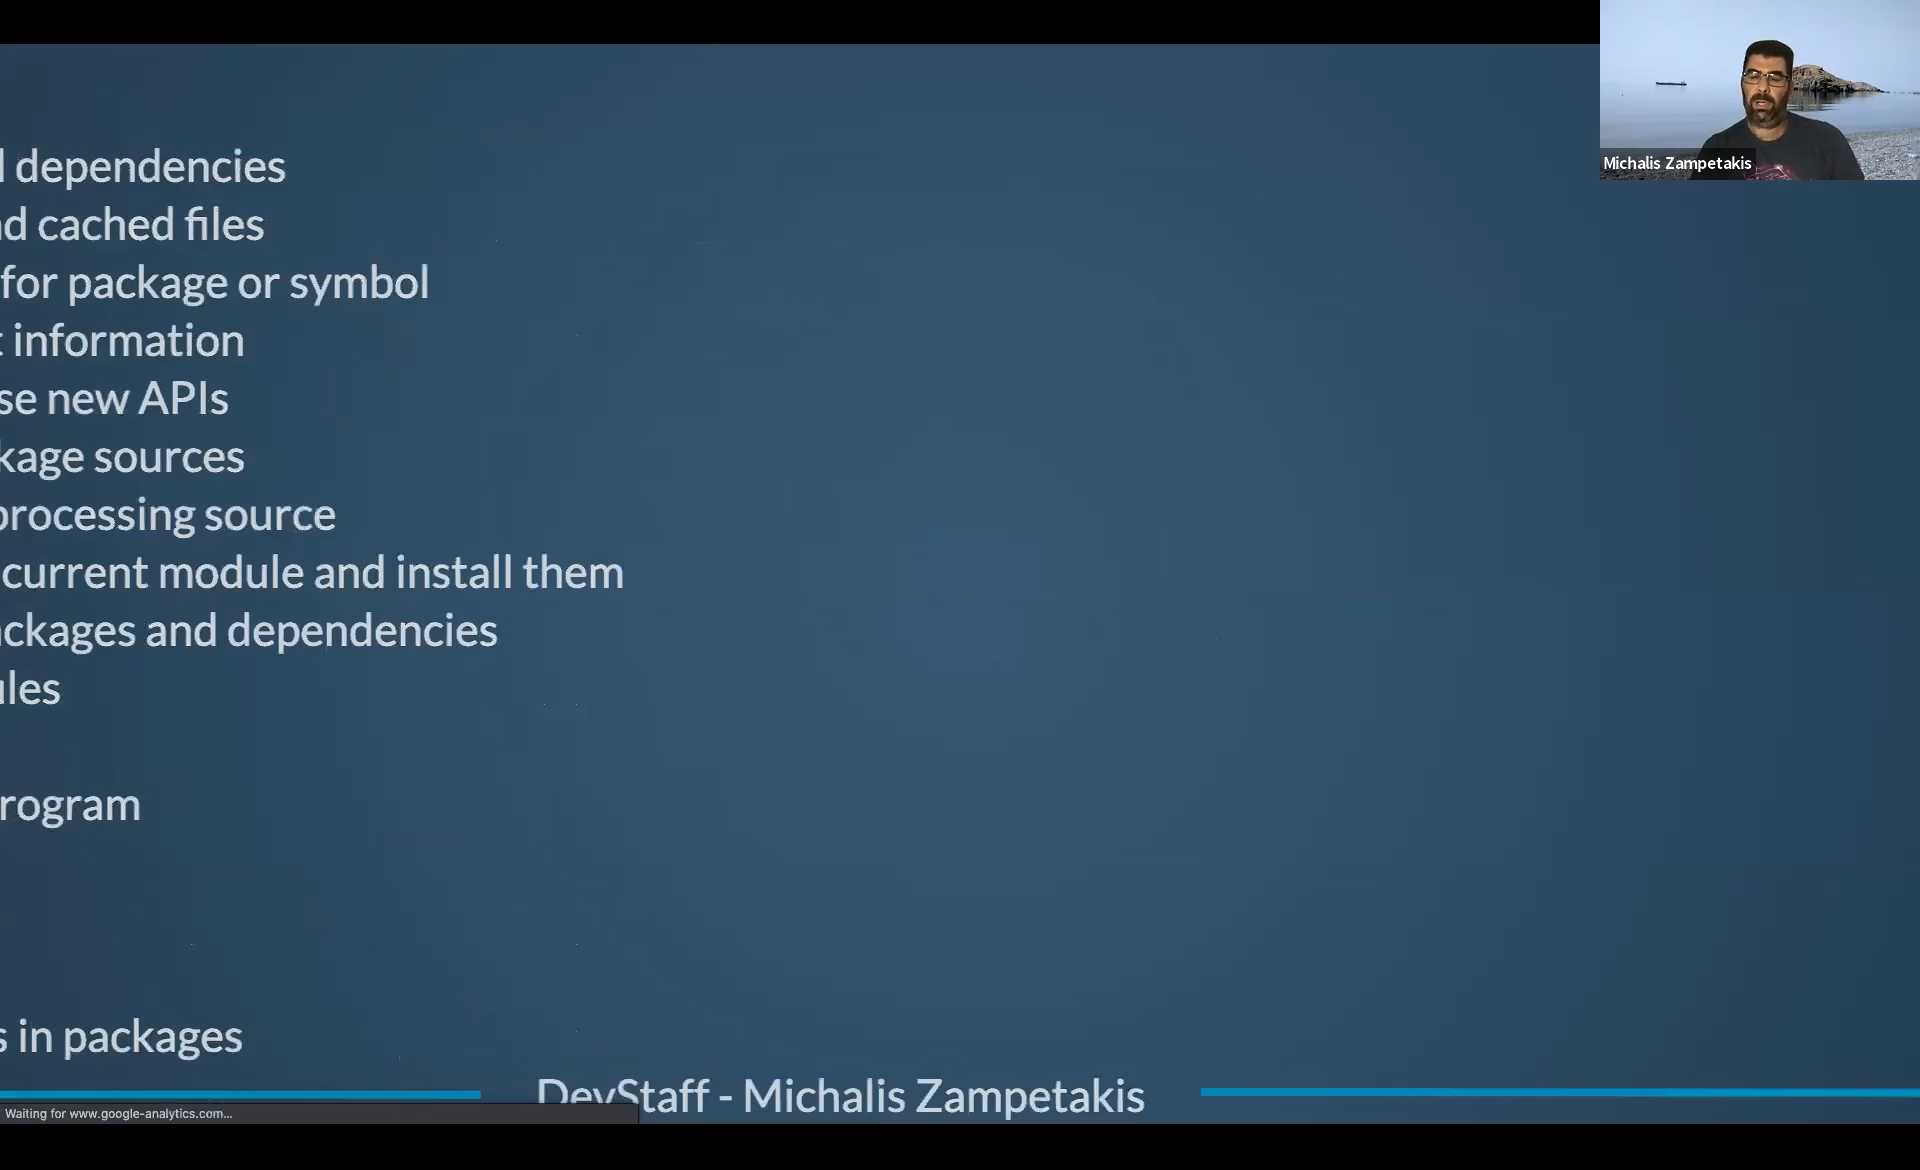 dependencies
d cached files
for package or symbol
information
se new APIs
kage sources
processing source
current module and install them
ckages and dependencies
les
rogram
s in packages
DevStaff - Michalis Zampetakis
Waiting for www.google-analytics.com...
Michalis Zampetakis